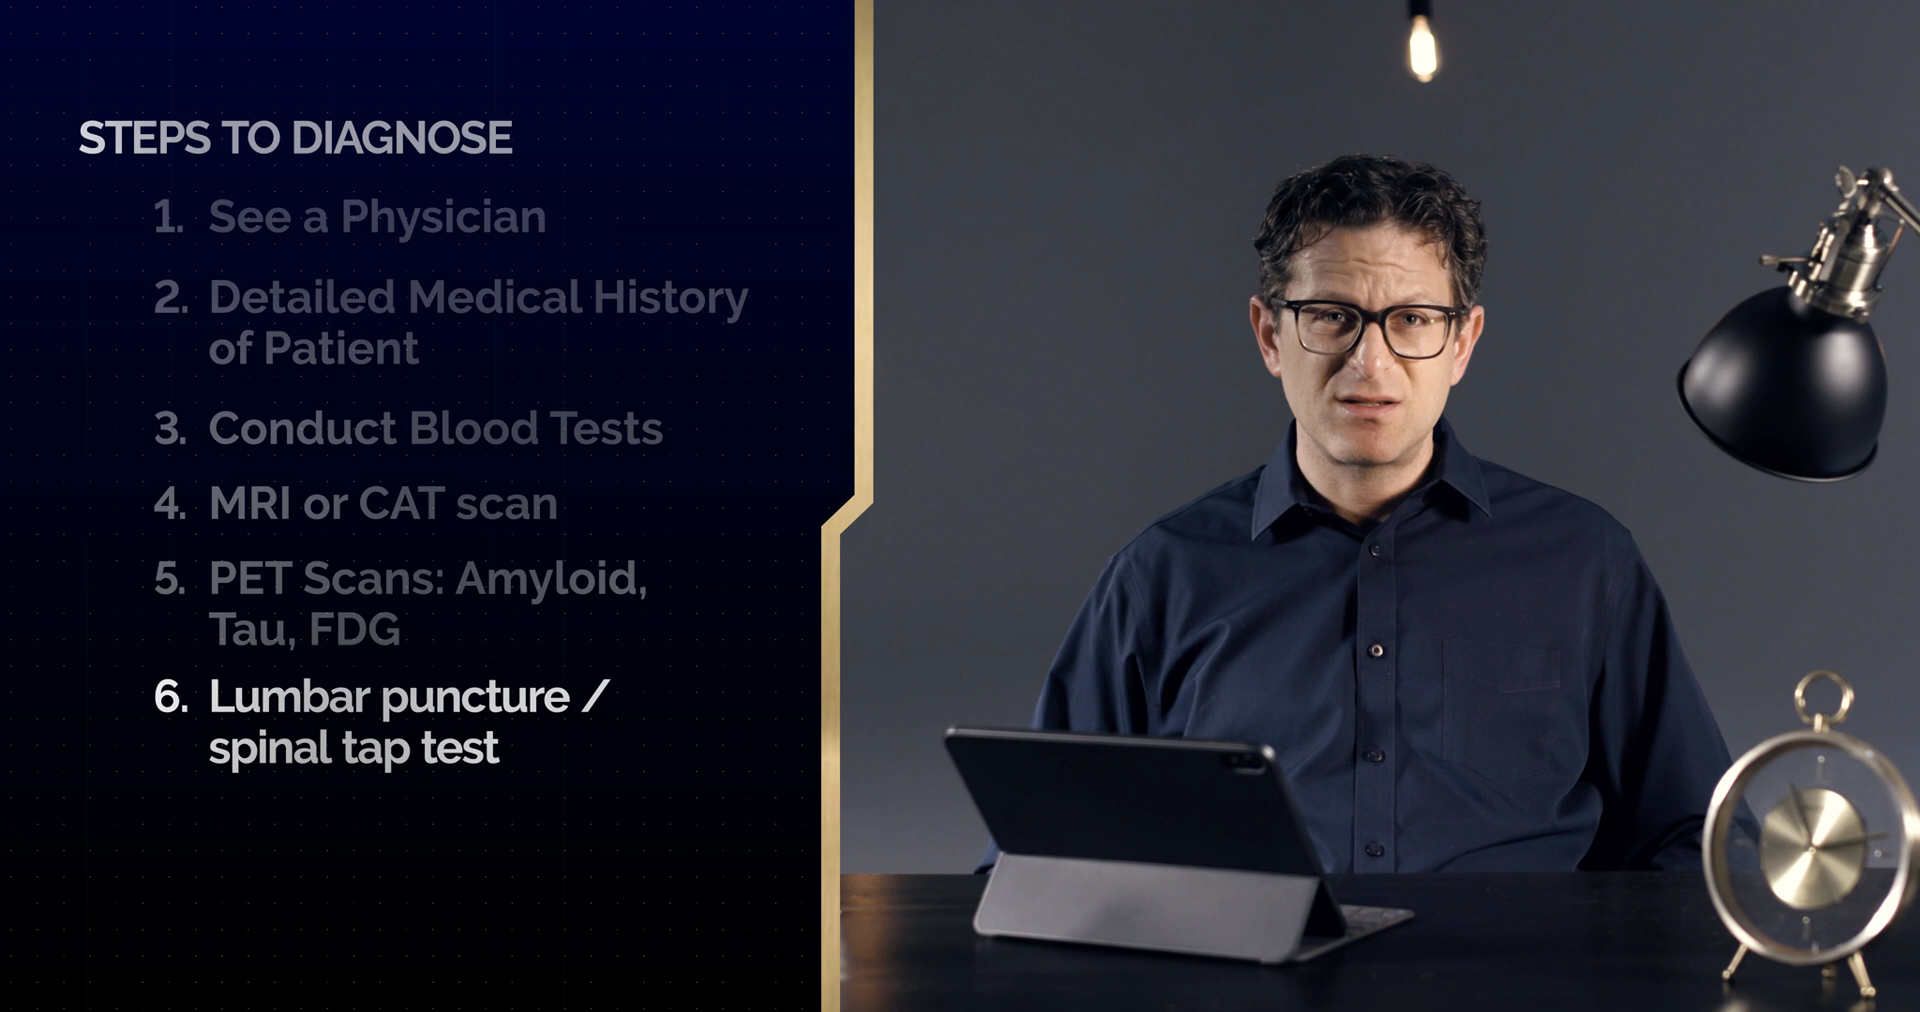 STEPS TO DIAGNOSE
1. See a Physician
2. Detailed Medical History
of Patient
3. Conduct Blood Tests
4. MRI or CAT scan
5. PET Scans: Amyloid,
Tau, FDG
6. Lumbar puncture /
spinal tap test